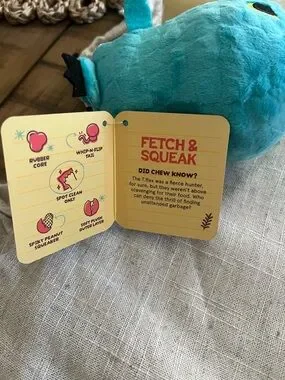 RUBBER
CORE
WHIP-N-FLIP
TAIL
SPOT CLEAN
ONLY
SPIKY PEANUT
SQUEAKER
SOFT PLUSH
OUTER LAYER
FETCH &
SQUEAK
DID CHEW KNOW?
The T.Rex was a fierce hunter,
for sure, but they weren't above
scavenging for their food. Who
can deny the thrill of finding
unattended garbage?